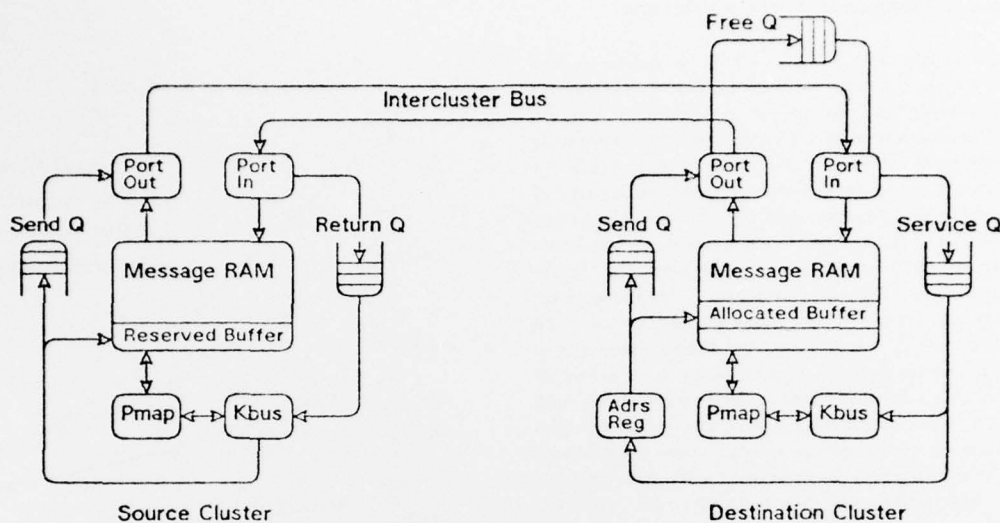 Free Q
Intercluster Bus
Port Out
Port In
Port Out
Port In
Send Q
Return Q
Send Q
Service Q
Message RAM
Message RAM
Reserved Buffer
Allocated Buffer
Pmap
Kbus
Adrs Reg
Pmap
Kbus
Source Cluster
Destination Cluster